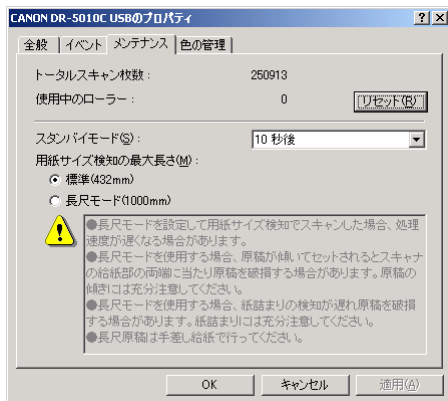 CANON DR-5010C USBのプロパティ
全般 イベント メンテナンス 色の管理
トータルスキャン枚数： 250913
使用中のローラー： 0 リセット(R)
スタンバイモード(S)： 10 秒後
用紙サイズ検知の最大長さ(M)：
標準(432mm)
長尺モード(1000mm)
●長尺モードを設定して用紙サイズ検知でスキャンした場合、処理
速度が遅くなる場合があります。
●長尺モードを使用する場合、原稿が傾いてセットされるとスキャナ
の給紙部の両端に当たり原稿を破損する場合があります。原稿の
傾きには充分注意してください。
●長尺モードを使用する場合、紙詰まりの検知が遅れ原稿を破損
する場合があります。紙詰まりには充分注意してください。
●長尺原稿は手差し給紙で行ってください。
OK キャンセル 適用(A)